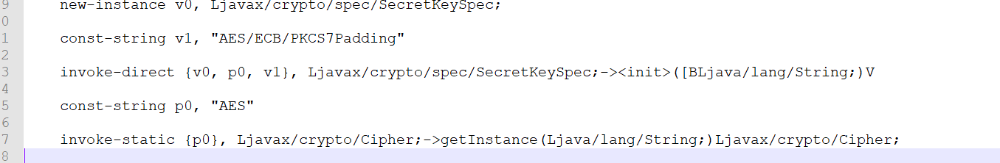 9 new-instance v0, Ljavax/crypto/spec/SecretKeySpec;
0
1 const-string v1, "AES/ECB/PKCS7Padding"
2
3 invoke-direct {v0, p0, v1}, Ljavax/crypto/spec/SecretKeySpec;-><init>([BLjava/lang/String;)V
4
5 const-string p0, "AES"
6
7 invoke-static {p0}, Ljavax/crypto/Cipher;->getInstance(Ljava/lang/String;)Ljavax/crypto/Cipher;
8